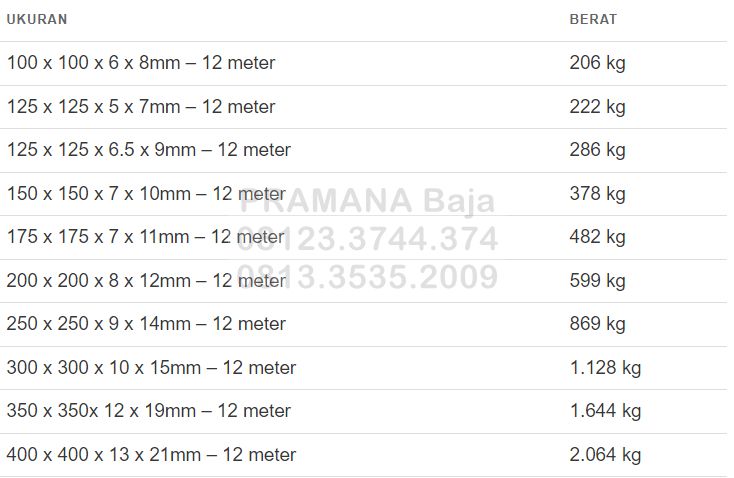 UKURAN BERAT
100 x 100 x 6 x 8mm – 12 meter 206 kg
125 x 125 x 5 x 7mm – 12 meter 222 kg
125 x 125 x 6.5 x 9mm – 12 meter 286 kg
150 x 150 x 7 x 10mm – 12 meter 378 kg
PRAMANA Baja
175 x 175 x 7 x 11mm – 12 meter 482 kg
08123.3744.374
200 x 200 x 8 x 12mm – 12 meter 599 kg
0813.3535.2009
250 x 250 x 9 x 14mm – 12 meter 869 kg
300 x 300 x 10 x 15mm – 12 meter 1.128 kg
350 x 350x 12 x 19mm – 12 meter 1.644 kg
400 x 400 x 13 x 21mm – 12 meter 2.064 kg